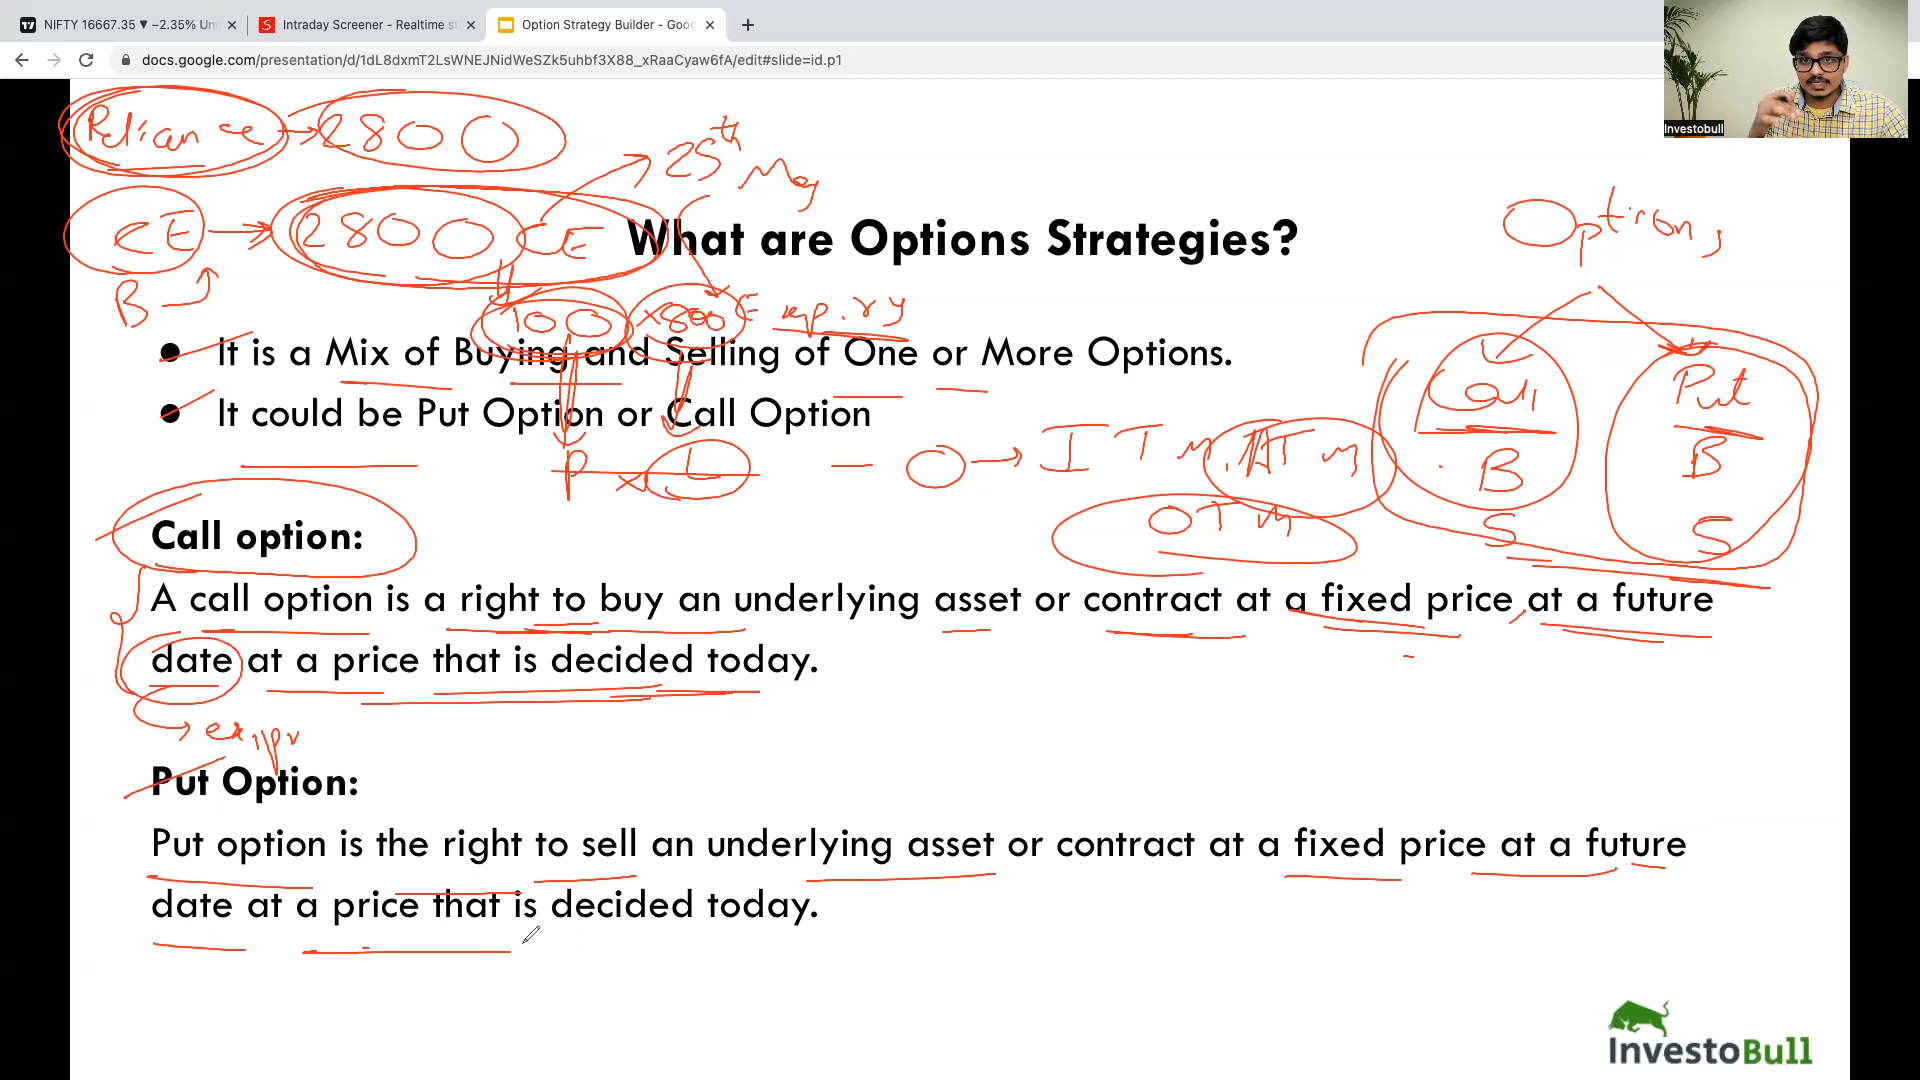 NIFTY 16667.35 ▼ −2.35% Un
Intraday Screener - Realtime st
Option Strategy Builder - Goog
docs.google.com/presentation/d/1dL8dxmT2LsWNEJNidWeSZk5uhbf3X88_xRaaCyaw6fA/edit#slide=id.p1
Investobull
Reliance → 2800
25th May
CE → 2800 CE
What are Options Strategies?
Options
B
100 x 800 = expiry
It is a Mix of Buying and Selling of One or More Options.
Call
Put
It could be Put Option or Call Option
P x L
O → ITM, ATM
B
B
OTM
S
S
Call option:
A call option is a right to buy an underlying asset or contract at a fixed price, at a future
date at a price that is decided today.
Put Option:
Put option is the right to sell an underlying asset or contract at a fixed price at a future
date at a price that is decided today.
InvestoBull